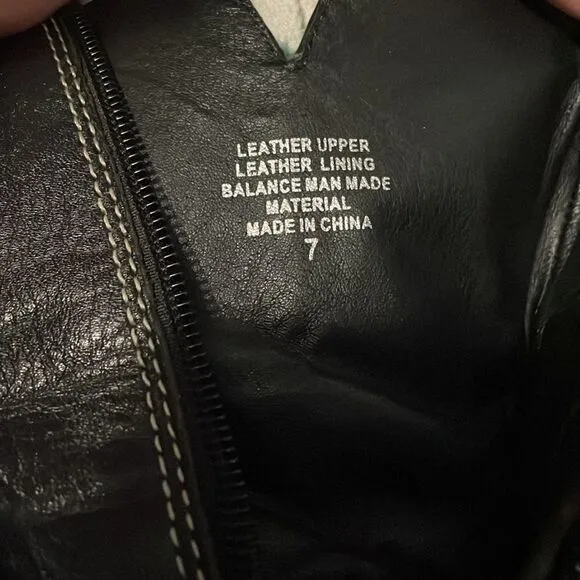 LEATHER UPPER
LEATHER LINING
BALANCE MAN MADE
MATERIAL
MADE IN CHINA
7